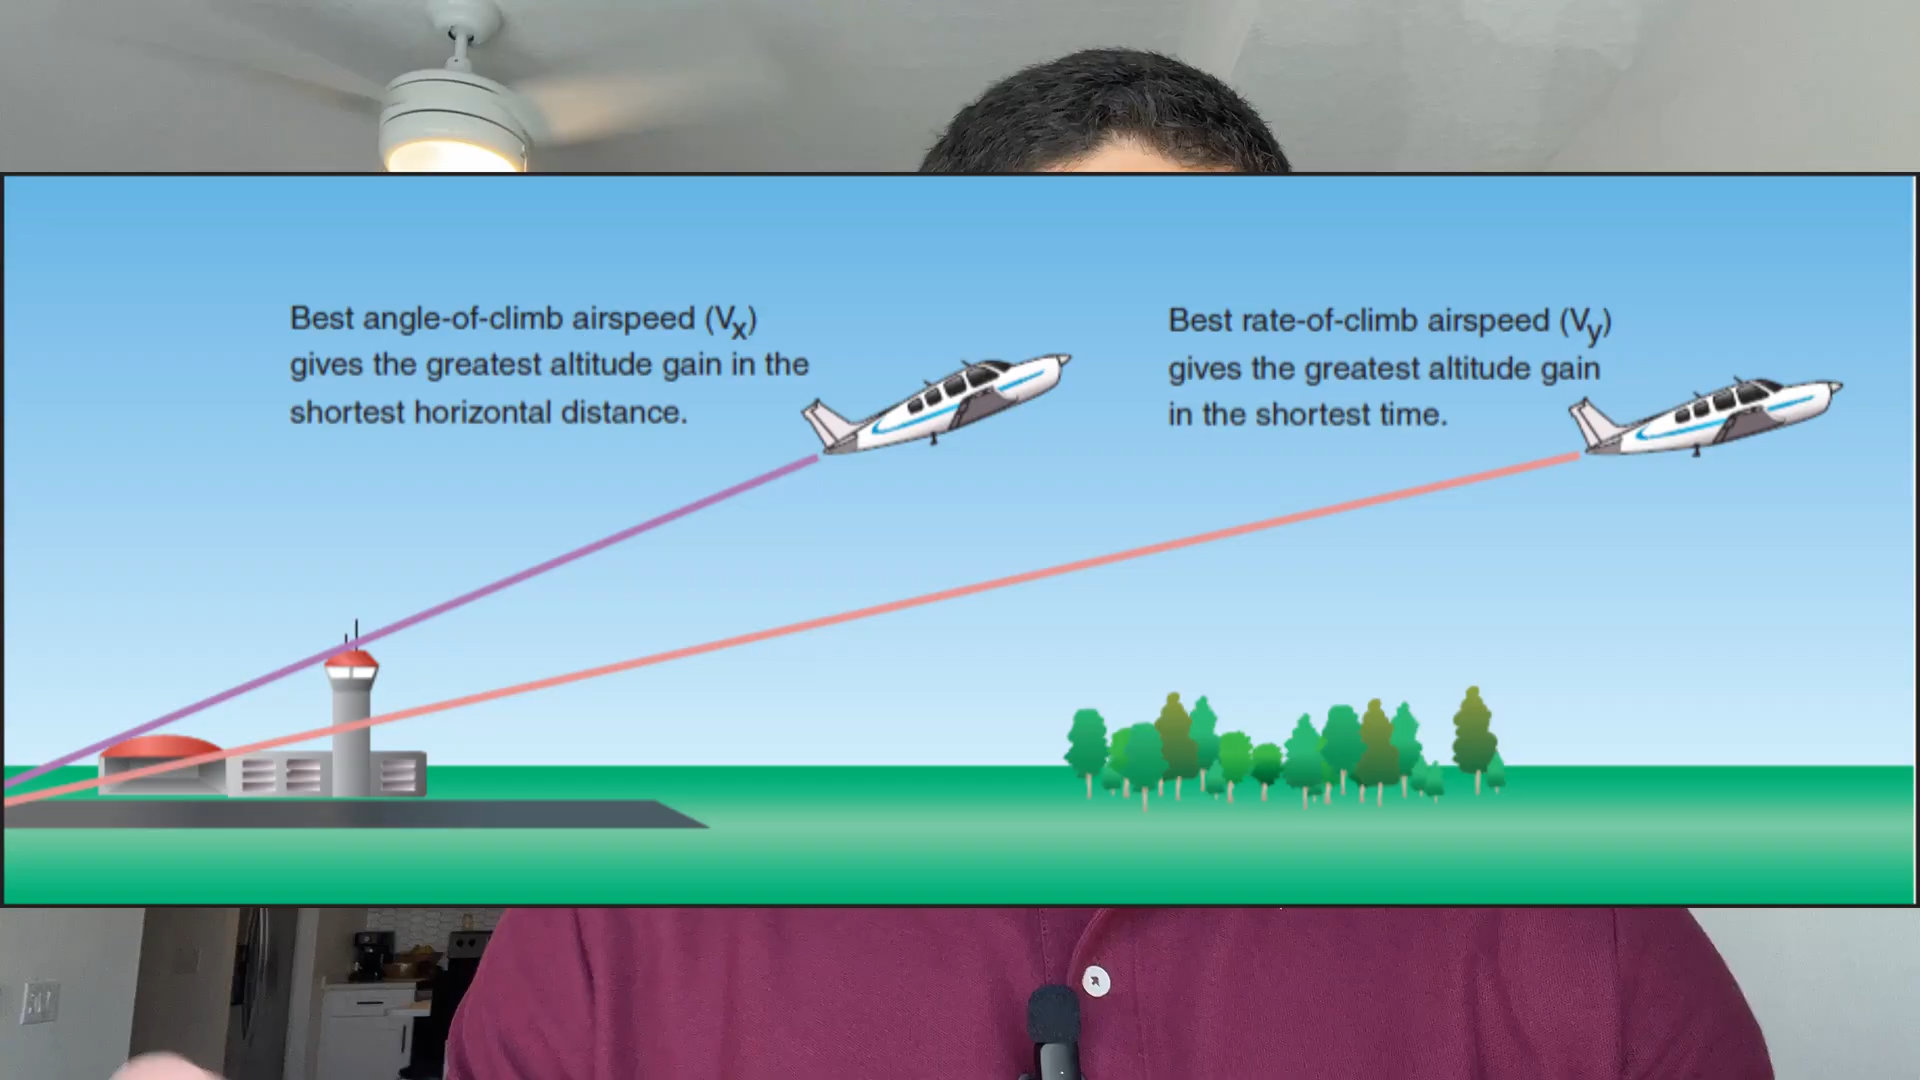 Best angle-of-climb airspeed (Vx)
gives the greatest altitude gain in the
shortest horizontal distance.
Best rate-of-climb airspeed (Vy)
gives the greatest altitude gain
in the shortest time.